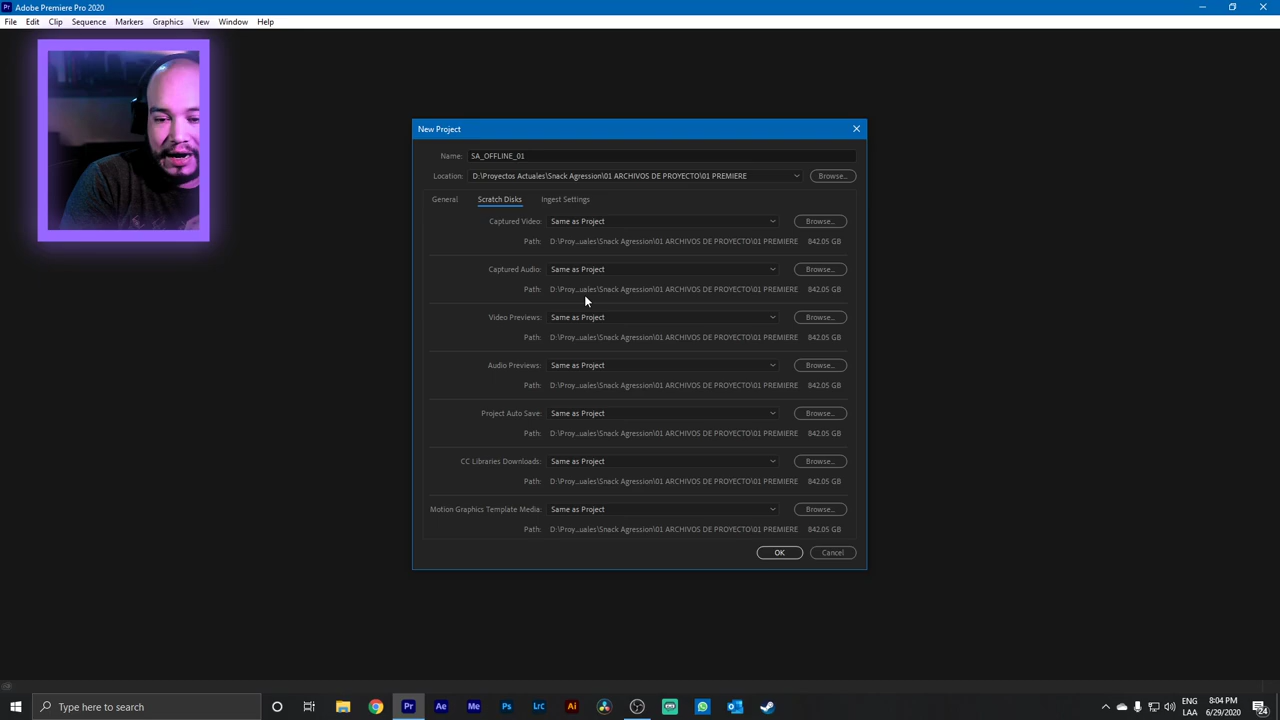 Adobe Premiere Pro 2020
File Edit Clip Sequence Markers Graphics View Window Help
New Project
Name: SA_OFFLINE_01
Location: D:\Proyectos Actuales\Snack Agression\01 ARCHIVOS DE PROYECTO\01 PREMIERE Browse...
General Scratch Disks Ingest Settings
Captured Video: Same as Project Browse...
Path: D:\Proy...uales\Snack Agression\01 ARCHIVOS DE PROYECTO\01 PREMIERE 842.05 GB
Captured Audio: Same as Project Browse...
Path: D:\Proy...uales\Snack Agression\01 ARCHIVOS DE PROYECTO\01 PREMIERE 842.05 GB
Video Previews: Same as Project Browse...
Path: D:\Proy...uales\Snack Agression\01 ARCHIVOS DE PROYECTO\01 PREMIERE 842.05 GB
Audio Previews: Same as Project Browse...
Path: D:\Proy...uales\Snack Agression\01 ARCHIVOS DE PROYECTO\01 PREMIERE 842.05 GB
Project Auto Save: Same as Project Browse...
Path: D:\Proy...uales\Snack Agression\01 ARCHIVOS DE PROYECTO\01 PREMIERE 842.05 GB
CC Libraries Downloads: Same as Project Browse...
Path: D:\Proy...uales\Snack Agression\01 ARCHIVOS DE PROYECTO\01 PREMIERE 842.05 GB
Motion Graphics Template Media: Same as Project Browse...
Path: D:\Proy...uales\Snack Agression\01 ARCHIVOS DE PROYECTO\01 PREMIERE 842.05 GB
OK Cancel
Type here to search Pr Ae Me Ps Lrc Ai
ENG 8:04 PM
LAA 6/29/2020 24